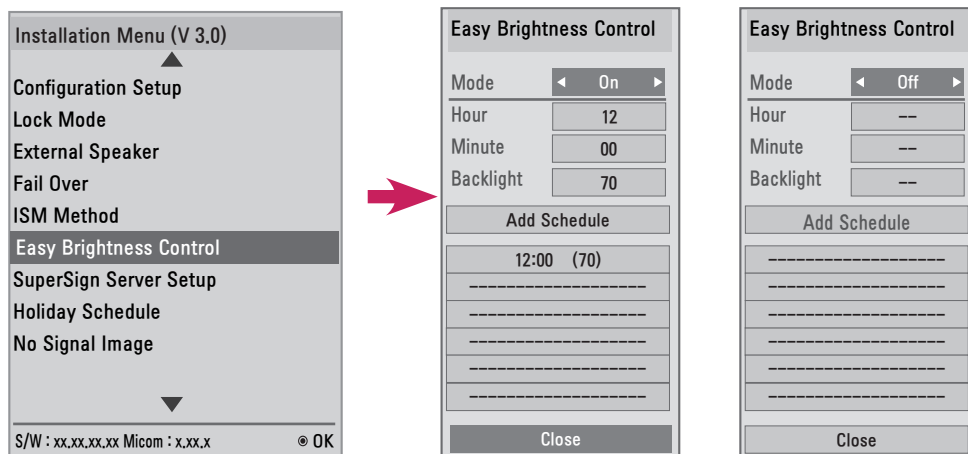 Installation Menu (V 3.0)
Configuration Setup
Lock Mode
External Speaker
Fail Over
ISM Method
Easy Brightness Control
SuperSign Server Setup
Holiday Schedule
No Signal Image
S/W : xx.xx.xx.xx Micom : x.xx.x ◉ OK
Easy Brightness Control
Mode ◀ On ▶
Hour 12
Minute 00
Backlight 70
Add Schedule
12:00 (70)
-------------------
-------------------
-------------------
-------------------
-------------------
Close
Easy Brightness Control
Mode ◀ Off ▶
Hour --
Minute --
Backlight --
Add Schedule
-------------------
-------------------
-------------------
-------------------
-------------------
-------------------
Close